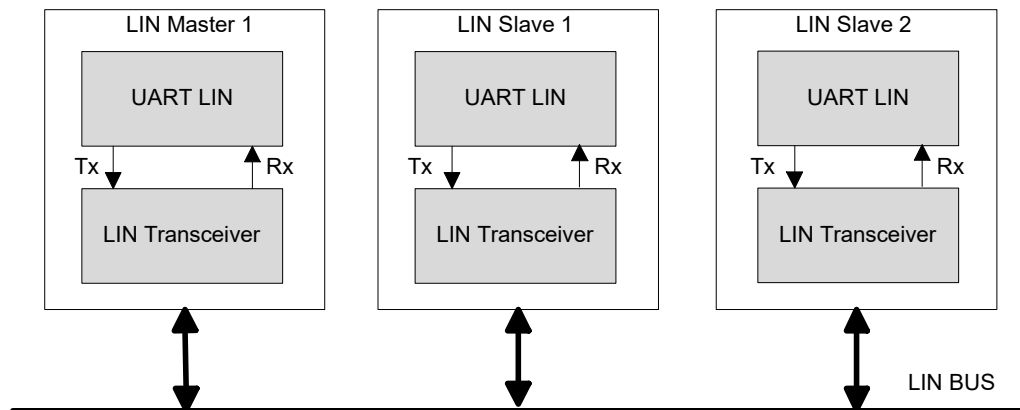 LIN Master 1
LIN Slave 1
LIN Slave 2
UART LIN
UART LIN
UART LIN
Tx
Rx
Tx
Rx
Tx
Rx
LIN Transceiver
LIN Transceiver
LIN Transceiver
LIN BUS